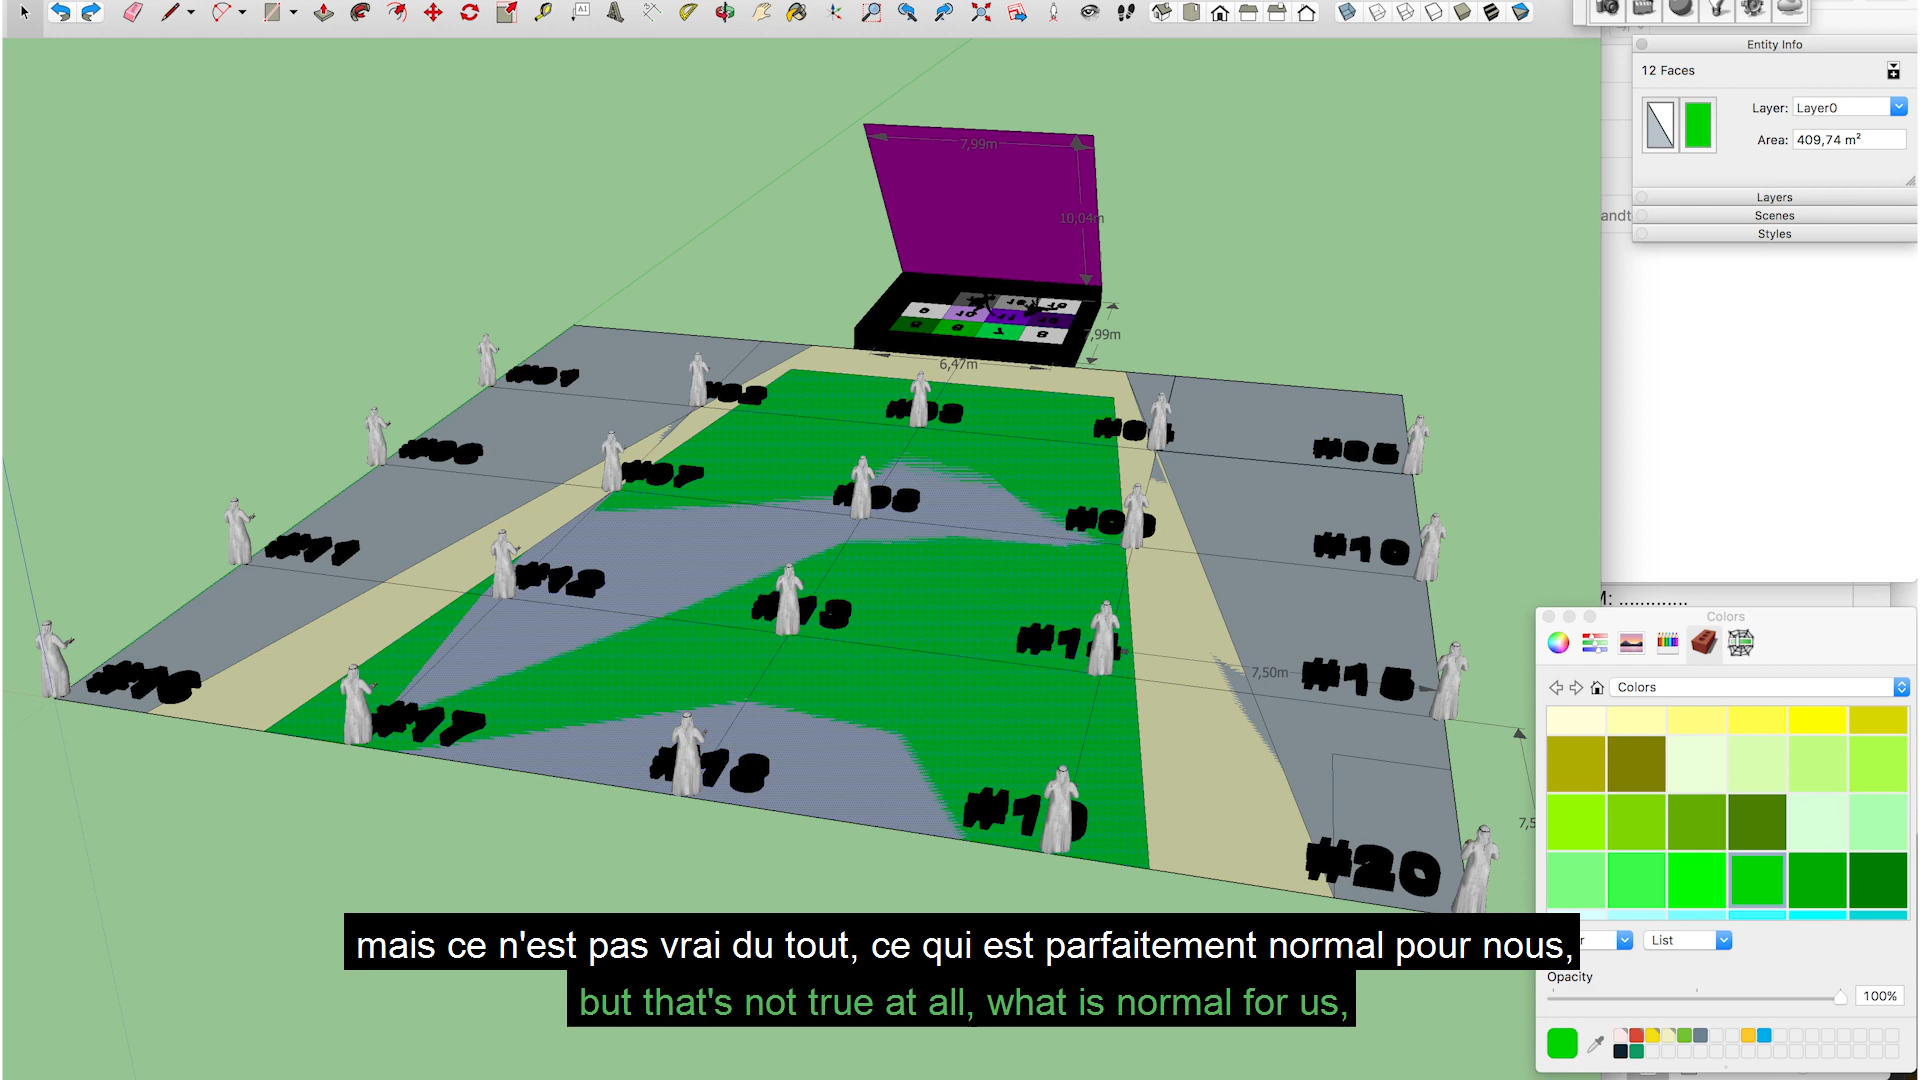 A1
Entity Info
12 Faces
Layer: Layer0
Area: 409,74 m²
Layers
Scenes
Styles
7,99m
10,04m
7,99m
6,47m
#01
#02
#03
#05
#06
#07
#08
#10
#11
#12
#13
#15
7,50m
#16
#17
#18
#20
Colors
Colors
List
Opacity
100%
mais ce n'est pas vrai du tout, ce qui est parfaitement normal pour nous,
but that's not true at all, what is normal for us,